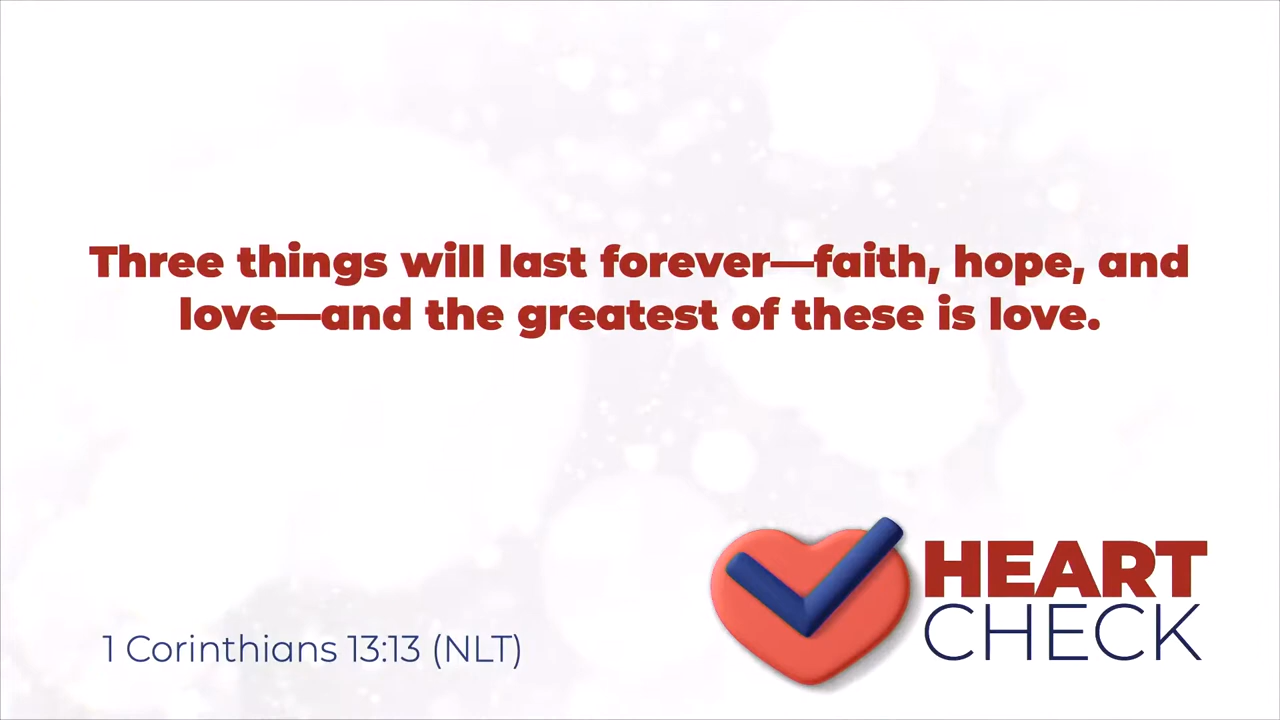 Three things will last forever—faith, hope, and
love—and the greatest of these is love.
1 Corinthians 13:13 (NLT)
HEART
CHECK